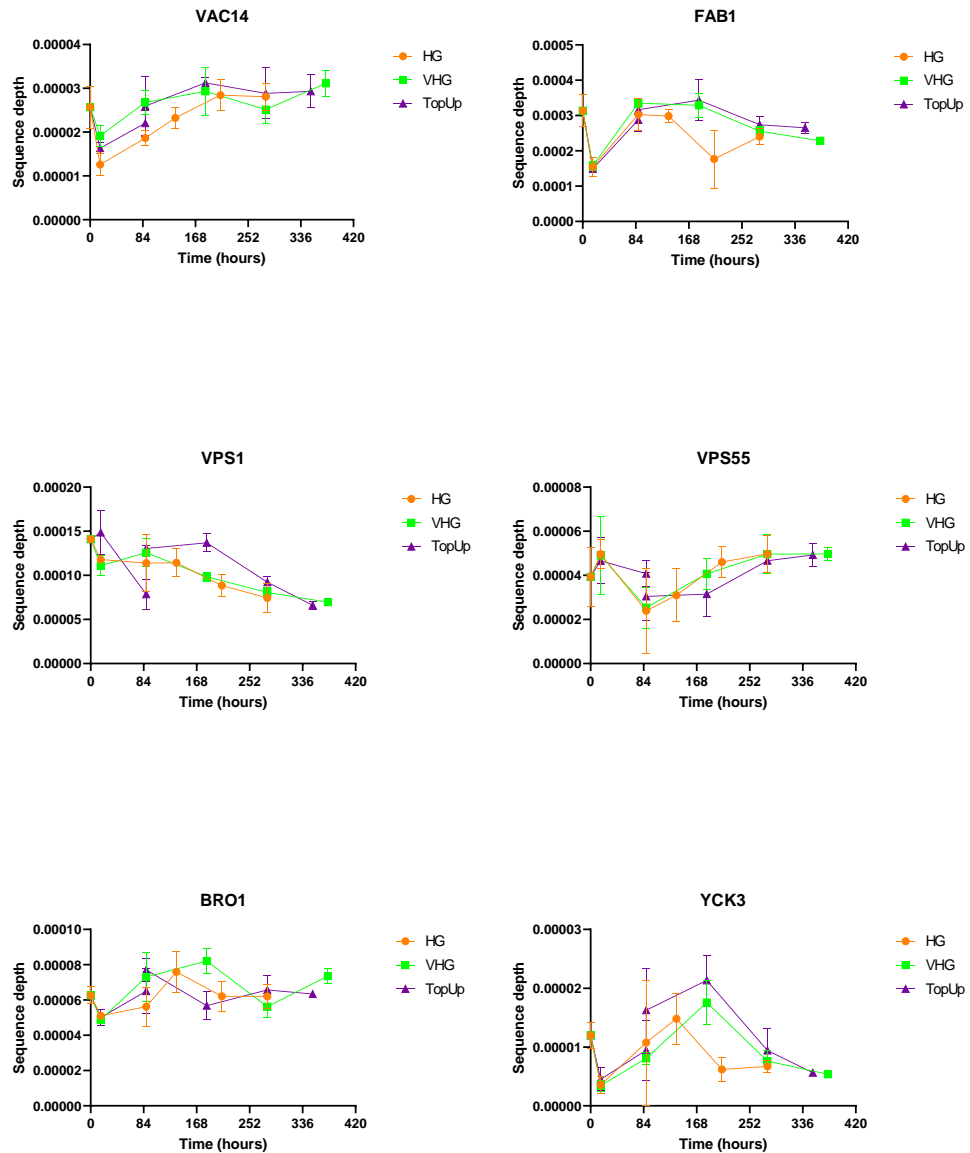 VAC14
0.00004
0.00003
0.00002
0.00001
0.00000
Sequence depth
0 84 168 252 336 420
Time (hours)
HG
VHG
TopUp
FAB1
0.0005
0.0004
0.0003
0.0002
0.0001
0.0000
Sequence depth
0 84 168 252 336 420
Time (hours)
HG
VHG
TopUp
VPS1
0.00020
0.00015
0.00010
0.00005
0.00000
Sequence depth
0 84 168 252 336 420
Time (hours)
HG
VHG
TopUp
VPS55
0.00008
0.00006
0.00004
0.00002
0.00000
Sequence depth
0 84 168 252 336 420
Time (hours)
HG
VHG
TopUp
BRO1
0.00010
0.00008
0.00006
0.00004
0.00002
0.00000
Sequence depth
0 84 168 252 336 420
Time (hours)
HG
VHG
TopUp
YCK3
0.00003
0.00002
0.00001
0.00000
Sequence depth
0 84 168 252 336 420
Time (hours)
HG
VHG
TopUp